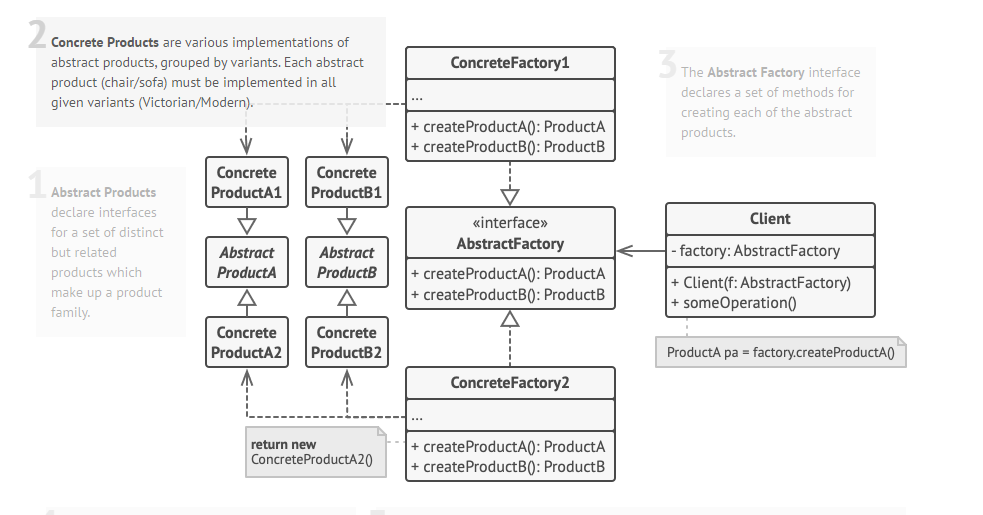 2
Concrete Products are various implementations of
abstract products, grouped by variants. Each abstract
product (chair/sofa) must be implemented in all
given variants (Victorian/Modern).
ConcreteFactory1
...
+ createProductA(): ProductA
+ createProductB(): ProductB
3
The Abstract Factory interface
declares a set of methods for
creating each of the abstract
products.
1
Abstract Products
declare interfaces
for a set of distinct
but related
products which
make up a product
family.
Concrete
ProductA1
Concrete
ProductB1
Abstract
ProductA
Abstract
ProductB
Concrete
ProductA2
Concrete
ProductB2
«interface»
AbstractFactory
+ createProductA(): ProductA
+ createProductB(): ProductB
Client
- factory: AbstractFactory
+ Client(f: AbstractFactory)
+ someOperation()
ProductA pa = factory.createProductA()
ConcreteFactory2
...
+ createProductA(): ProductA
+ createProductB(): ProductB
return new
ConcreteProductA2()